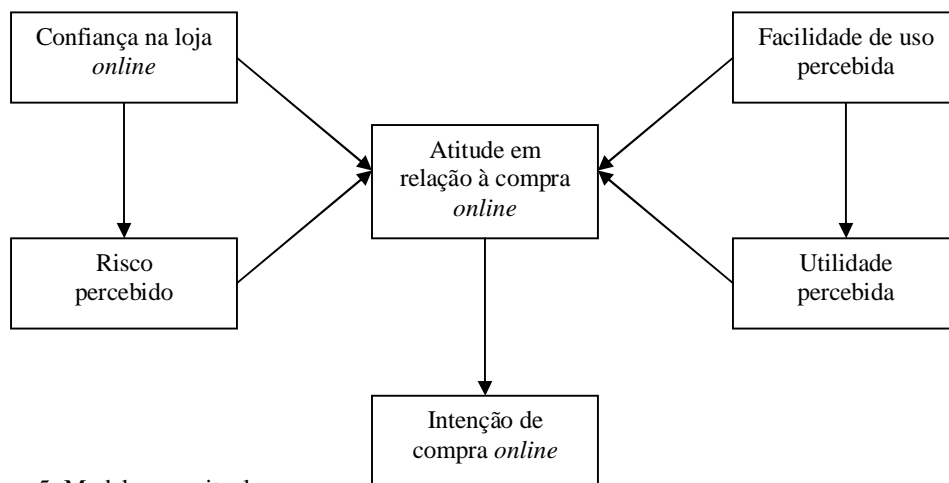 Confiança na loja
online
Facilidade de uso
percebida
Atitude em
relação à compra
online
Risco
percebido
Utilidade
percebida
Intenção de
compra online
5.